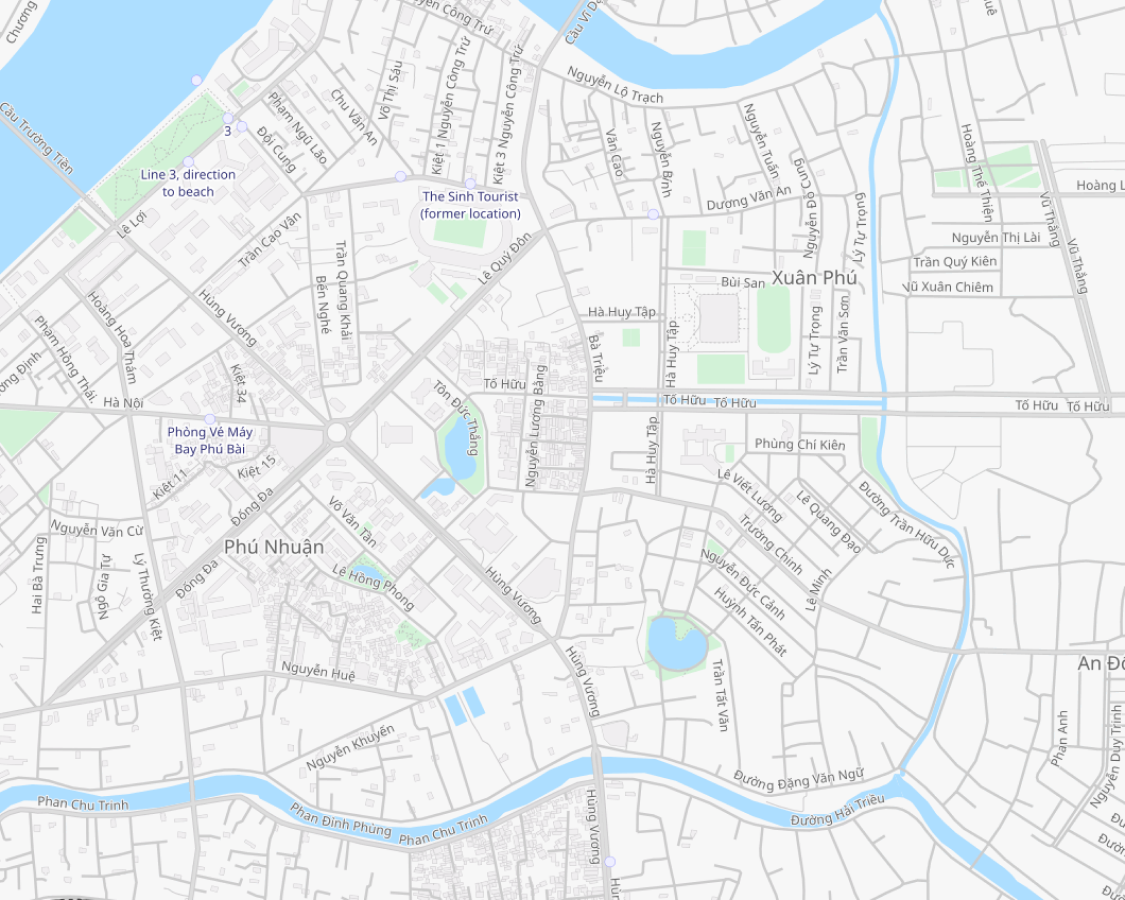 Chương
Nguyễn Công Trứ
Cầu Vĩ Dạ
Nguyễn Lộ Trạch
Võ Thị Sáu
Kiệt 1 Nguyễn Công Trứ
Kiệt 3 Nguyễn Công Trứ
Chu Văn An
Phạm Ngũ Lão
Đội Cung
Cầu Trường Tiền
3
Line 3, direction
to beach
The Sinh Tourist
(former location)
Văn Cao
Nguyễn Bỉnh
Nguyễn Tuân
Dương Văn An
Nguyễn Đỗ Cung
Lý Tự Trọng
Hoàng Thế Thiện
Hoàng L
Vũ Thắng
Vũ Thắng
Nguyễn Thị Lài
Trần Quý Kiên
Vũ Xuân Chiêm
Xuân Phú
Bùi San
Lê Lợi
Trần Cao Vân
Lê Quý Đôn
Trần Quang Khải
Bến Nghé
Hùng Vương
Hoàng Hoa Thám
Phạm Hồng Thái
Hà Huy Tập
Hà Huy Tập
Hà Huy Tập
Bà Triệu
Lý Tự Trọng
Trần Văn Sơn
Kiệt 34
Hà Nội
Tố Hữu
Tố Hữu
Tố Hữu
Tố Hữu
Tố Hữu
Tôn Đức Thắng
Nguyễn Lương Bằng
Phòng Vé Máy
Bay Phú Bài
Kiệt 11
Kiệt 15
Phùng Chí Kiên
Lê Viết Lượng
Lê Quang Đạo
Đường Trần Hữu Dực
Trường Chinh
Đống Đa
Đống Đa
Võ Văn Tần
Nguyễn Văn Cừ
Phú Nhuận
Hai Bà Trưng
Ngô Gia Tự
Lý Thường Kiệt
Lê Hồng Phong
Hùng Vương
Nguyễn Đức Cảnh
Huỳnh Tấn Phát
Lê Minh
Nguyễn Huệ
Hùng Vương
Trần Tất Văn
An Đô
Nguyễn Khuyến
Phan Anh
Nguyễn Duy Trinh
Đường Đặng Văn Ngữ
Đường Hải Triều
Phan Chu Trinh
Phan Đình Phùng
Phan Chu Trinh
Hùng Vương